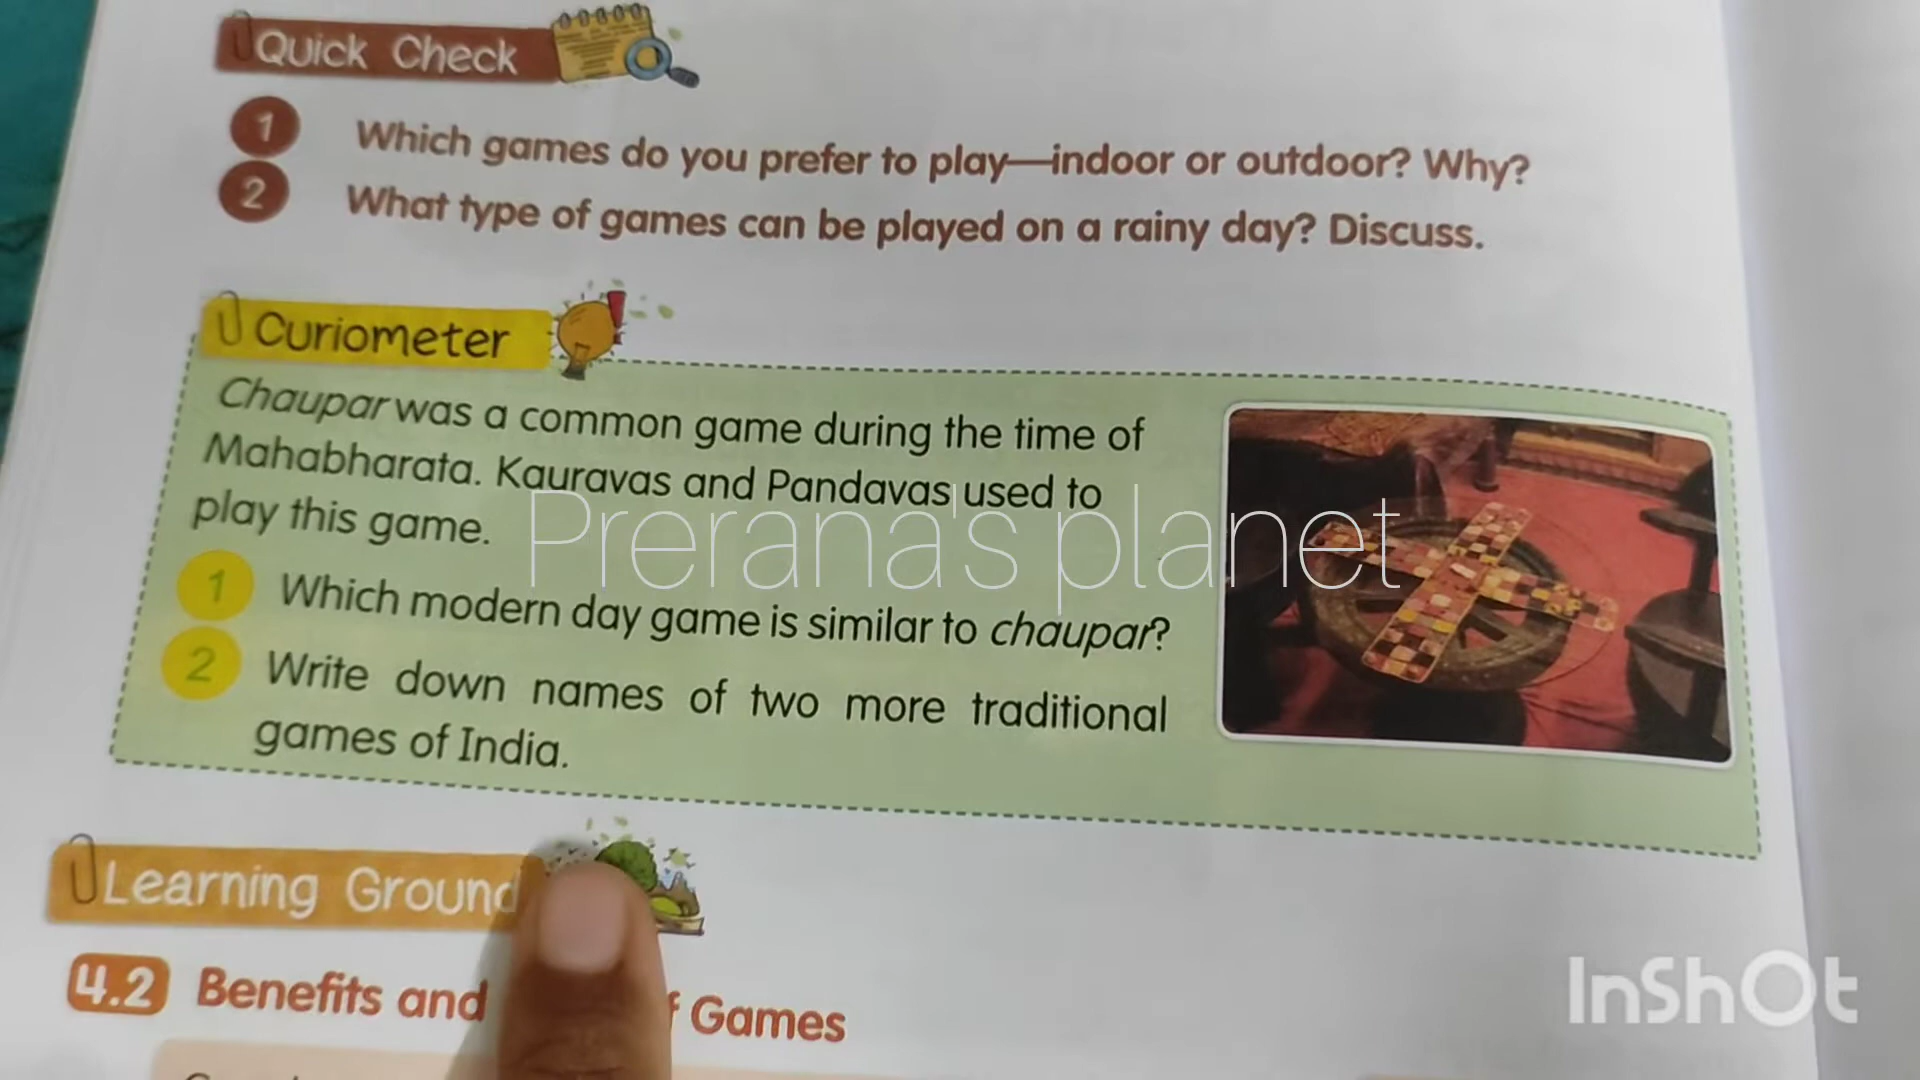 Quick Check
1 Which games do you prefer to play—indoor or outdoor? Why?
2 What type of games can be played on a rainy day? Discuss.
Curiometer
Chaupar was a common game during the time of
Mahabharata. Kauravas and Pandavas used to
play this game.
Prerana's planet
1 Which modern day game is similar to chaupar?
2 Write down names of two more traditional
games of India.
Learning Ground
4.2 Benefits and Games
InShOt